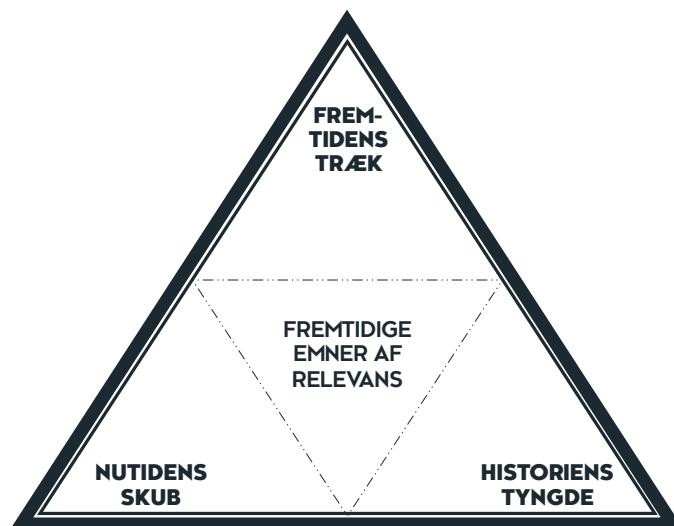 FREM-
TIDENS
TRÆK
FREMTIDIGE
EMNER AF
RELEVANS
NUTIDENS
SKUB
HISTORIENS
TYNGDE